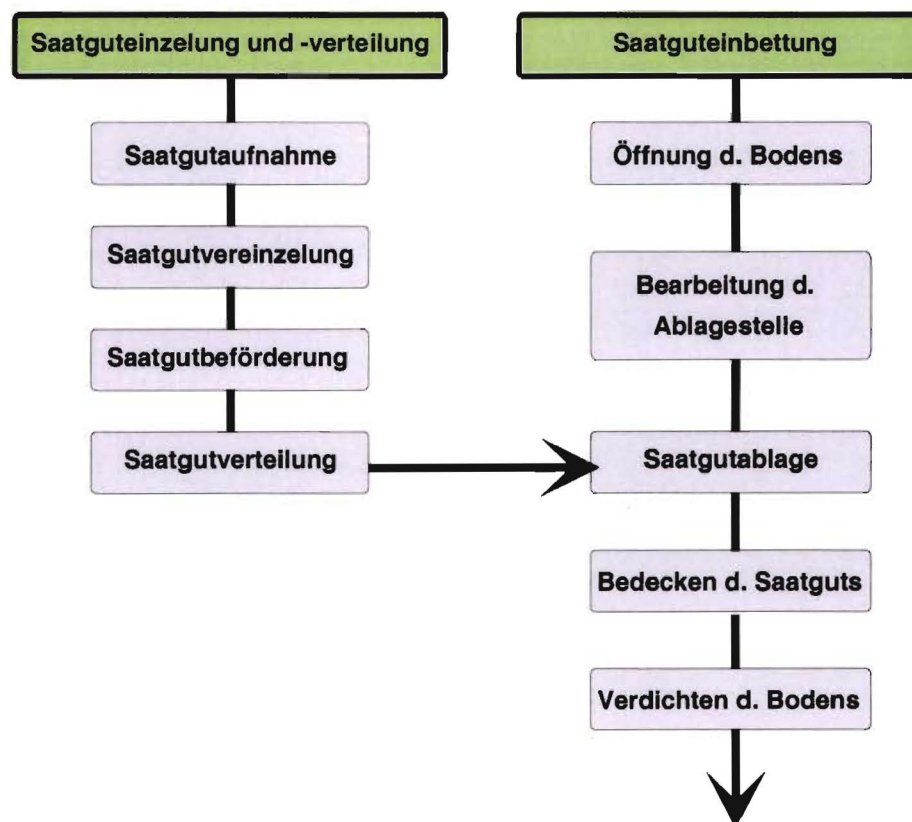 Saatguteinzelung und -verteilung
Saatgutaufnahme
Saatgutvereinzelung
Saatgutbeförderung
Saatgutverteilung
Saatguteinbettung
Öffnung d. Bodens
Bearbeitung d.
Ablagestelle
Saatgutablage
Bedecken d. Saatguts
Verdichten d. Bodens